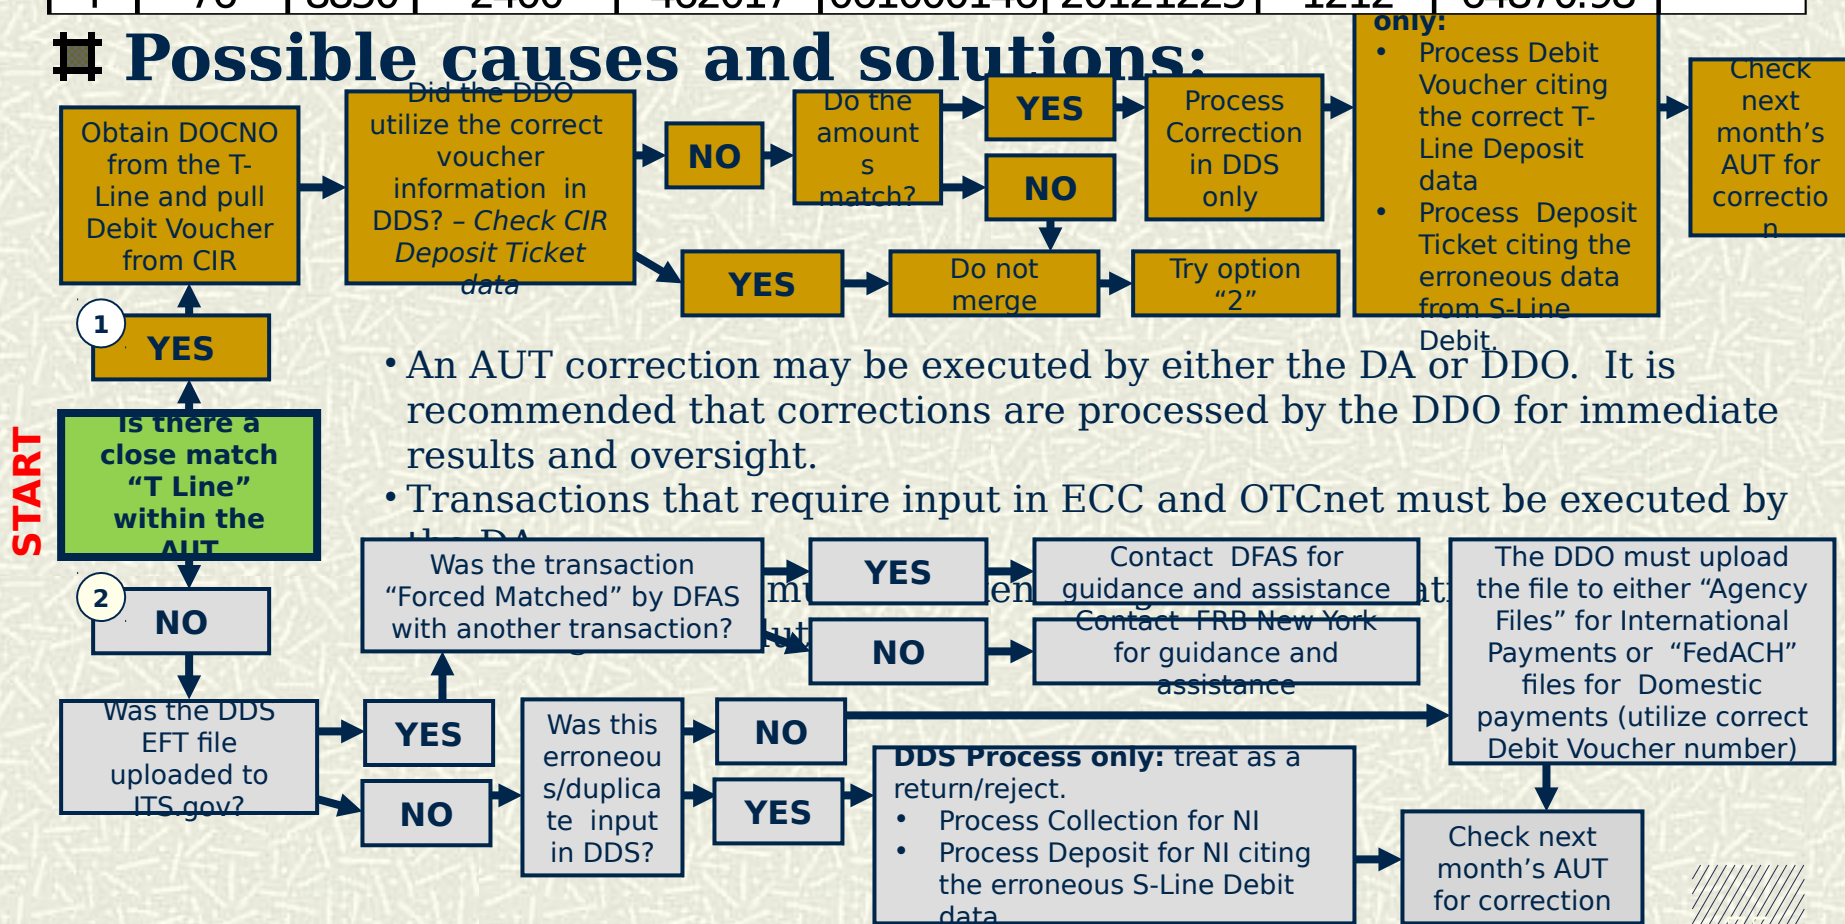 Possible causes and solutions:
only:
• Process Debit
Voucher citing
the correct T-
Line Deposit
data
• Process Deposit
Ticket citing the
erroneous data
from S-Line
Debit.
Check
next
month’s
AUT for
correctio
n
Obtain DOCNO
from the T-
Line and pull
Debit Voucher
from CIR
Did the DDO
utilize the correct
voucher
information in
DDS? – Check CIR
Deposit Ticket
data
NO
Do the
amount
s
match?
YES
NO
Process
Correction
in DDS
only
YES
Do not
merge
Try option
“2”
1
YES
START
Is there a
close match
“T Line”
within the
AUT
• An AUT correction may be executed by either the DA or DDO. It is
recommended that corrections are processed by the DDO for immediate
results and oversight.
• Transactions that require input in ECC and OTCnet must be executed by
the DA
2
NO
Was the transaction
“Forced Matched” by DFAS
with another transaction?
YES
Contact DFAS for
guidance and assistance
NO
Contact FRB New York
for guidance and
assistance
The DDO must upload
the file to either “Agency
Files” for International
Payments or “FedACH”
files for Domestic
payments (utilize correct
Debit Voucher number)
Was the DDS
EFT file
uploaded to
ITS.gov?
YES
NO
Was this
erroneou
s/duplica
te input
in DDS?
NO
YES
DDS Process only: treat as a
return/reject.
• Process Collection for NI
• Process Deposit for NI citing
the erroneous S-Line Debit
data
Check next
month’s AUT
for correction